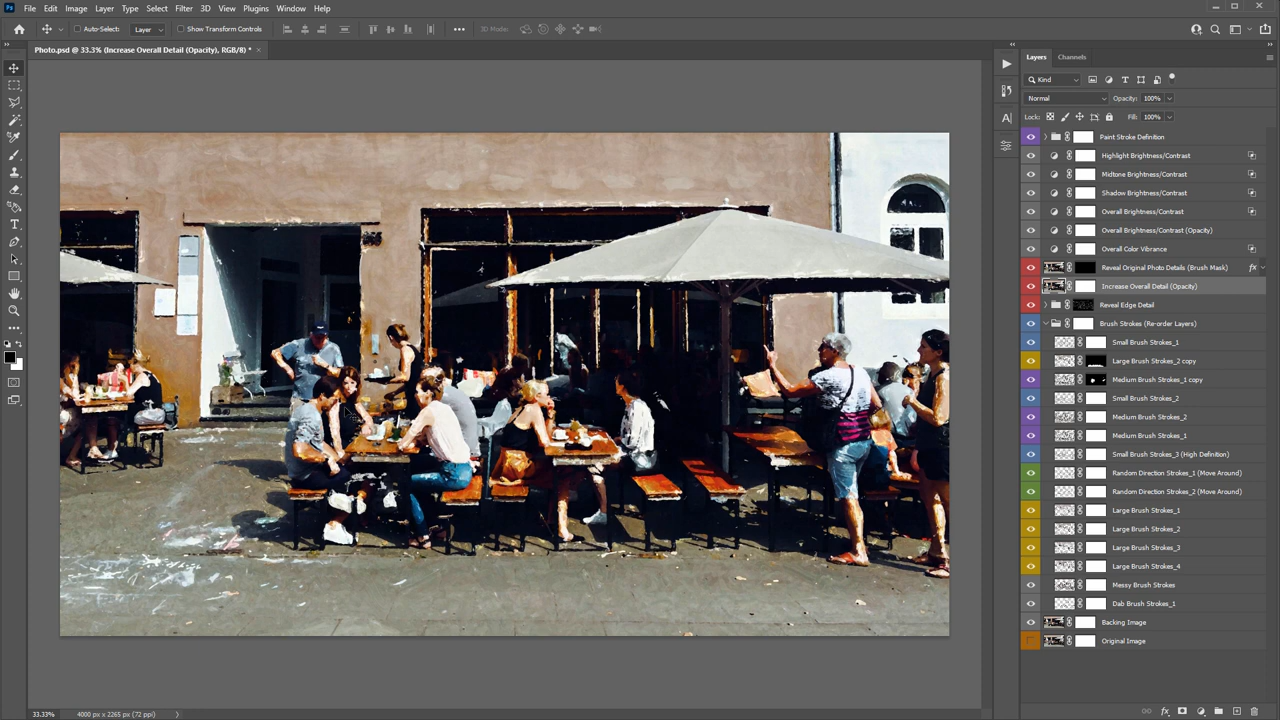 Ps File Edit Image Layer Type Select Filter 3D View Plugins Window Help
Auto-Select: Layer Show Transform Controls 3D Mode:
Photo.psd @ 33.3% (Increase Overall Detail (Opacity), RGB/8) *
Layers Channels
Kind
Normal Opacity: 100%
Lock: Fill: 100%
Paint Stroke Definition
Highlight Brightness/Contrast
Midtone Brightness/Contrast
Shadow Brightness/Contrast
Overall Brightness/Contrast
Overall Brightness/Contrast (Opacity)
Overall Color Vibrance
Reveal Original Photo Details (Brush Mask) fx
Increase Overall Detail (Opacity)
Reveal Edge Detail
Brush Strokes (Re-order Layers)
Small Brush Strokes_1
Large Brush Strokes_2 copy
Medium Brush Strokes_1 copy
Small Brush Strokes_2
Medium Brush Strokes_2
Medium Brush Strokes_1
Small Brush Strokes_3 (High Definition)
Random Direction Strokes_1 (Move Around)
Random Direction Strokes_2 (Move Around)
Large Brush Strokes_1
Large Brush Strokes_2
Large Brush Strokes_3
Large Brush Strokes_4
Messy Brush Strokes
Dab Brush Strokes_1
Backing Image
Original Image
33.33% 4000 px x 2265 px (72 ppi)
fx